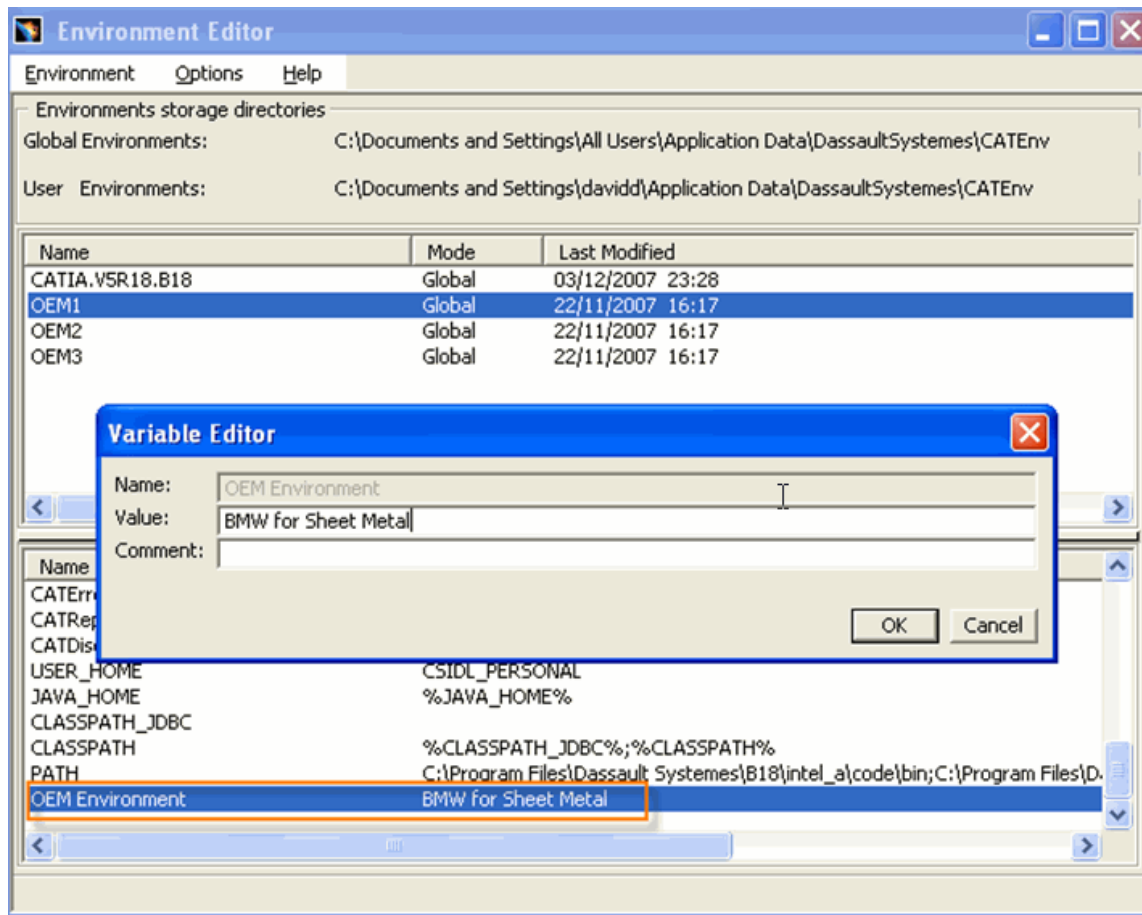 Environment Editor
Environment Options Help
Environments storage directories
Global Environments: C:\Documents and Settings\All Users\Application Data\DassaultSystemes\CATEnv
User Environments: C:\Documents and Settings\davidd\Application Data\DassaultSystemes\CATEnv
Name Mode Last Modified
CATIA.V5R18.B18 Global 03/12/2007 23:28
OEM1 Global 22/11/2007 16:17
OEM2 Global 22/11/2007 16:17
OEM3 Global 22/11/2007 16:17
Variable Editor
Name: OEM Environment
Value: BMW for Sheet Metal
Comment:
OK Cancel
Name
CATErr
CATRep
CATDis
USER_HOME CSIDL_PERSONAL
JAVA_HOME %JAVA_HOME%
CLASSPATH_JDBC
CLASSPATH %CLASSPATH_JDBC%;%CLASSPATH%
PATH C:\Program Files\Dassault Systemes\B18\intel_a\code\bin;C:\Program Files\D
OEM Environment BMW for Sheet Metal